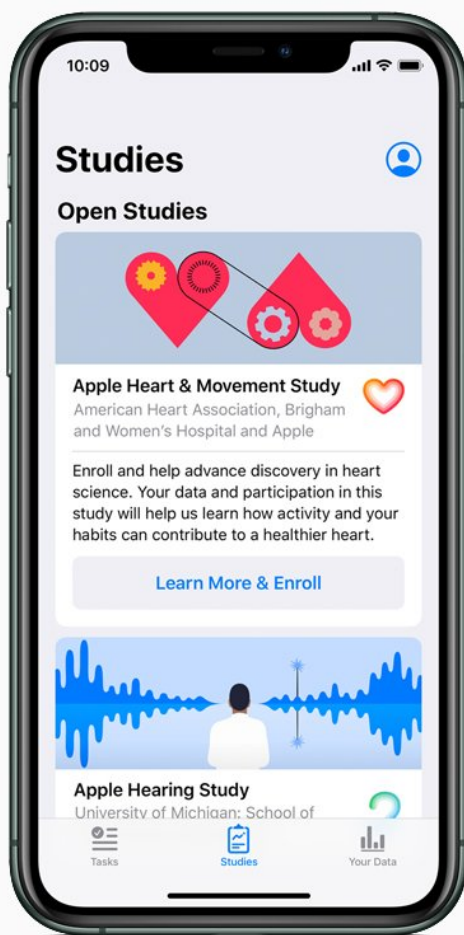 10:09
Studies
Open Studies
Apple Heart & Movement Study
American Heart Association, Brigham
and Women's Hospital and Apple
Enroll and help advance discovery in heart
science. Your data and participation in this
study will help us learn how activity and your
habits can contribute to a healthier heart.
Learn More & Enroll
Apple Hearing Study
University of Michigan: School of
Tasks
Studies
Your Data